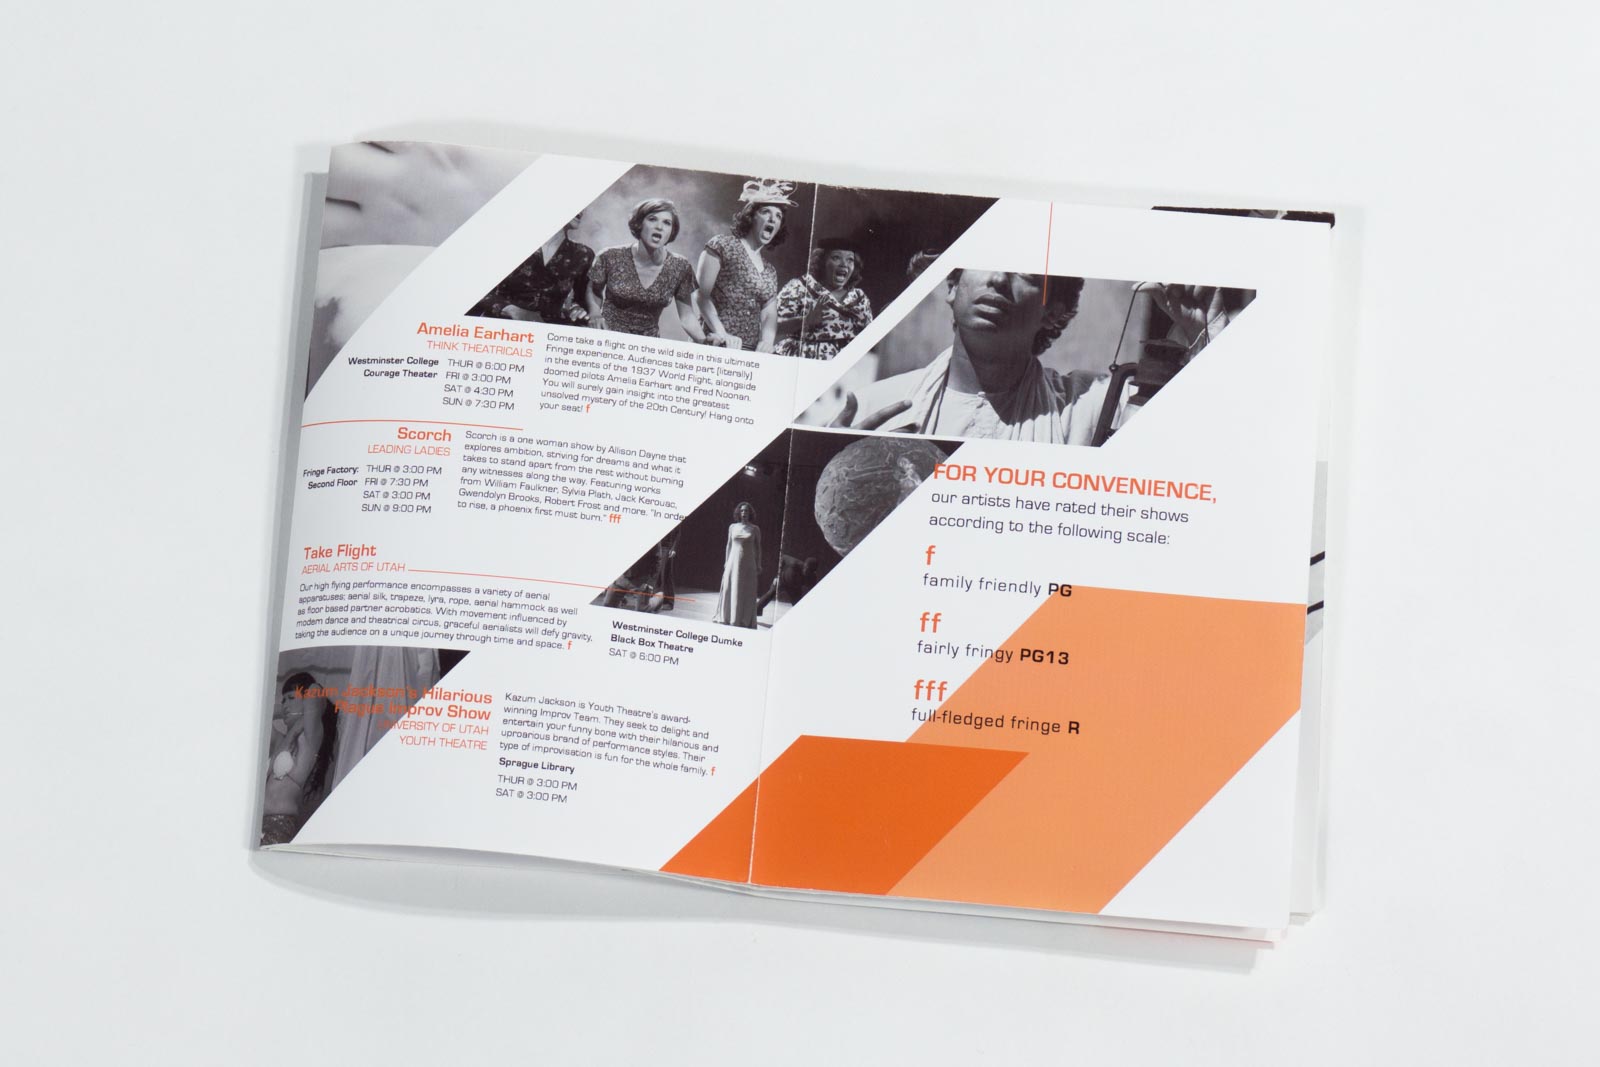 Amelia Earhart
THINK THEATRICALS
Westminster College
Courage Theater
THUR @ 6:00 PM
FRI @ 3:00 PM
SAT @ 4:30 PM
SUN @ 7:30 PM
Come take a flight on the wild side in this ultimate
Fringe experience. Audiences take part (literally)
in the events of the 1937 World Flight, alongside
doomed pilots Amelia Earhart and Fred Noonan.
You will surely gain insight into the greatest
unsolved mystery of the 20th Century! Hang onto
your seat! f
Scorch
LEADING LADIES
Fringe Factory:
Second Floor
THUR @ 3:00 PM
FRI @ 7:30 PM
SAT @ 3:00 PM
SUN @ 9:00 PM
Scorch is a one woman show by Allison Dayne that
explores ambition, striving for dreams and what it
takes to stand apart from the rest without burning
any witnesses along the way. Featuring works
from William Faulkner, Sylvia Plath, Jack Kerouac,
Gwendolyn Brooks, Robert Frost and more. "In order
to rise, a phoenix first must burn." fff
Take Flight
AERIAL ARTS OF UTAH
Our high flying performance encompasses a variety of aerial
apparatuses: aerial silk, trapeze, lyra, rope, aerial hammock as well
as floor based partner acrobatics. With movement influenced by
modern dance and theatrical circus, graceful aerialists will defy gravity,
taking the audience on a unique journey through time and space. f
Westminster College Dumke
Black Box Theatre
SAT @ 6:00 PM
Kazum Jackson's Hilarious
Plague Improv Show
UNIVERSITY OF UTAH
YOUTH THEATRE
Kazum Jackson is Youth Theatre's award-
winning Improv Team. They seek to delight and
entertain your funny bone with their hilarious and
uproarious brand of performance styles. Their
type of improvisation is fun for the whole family. f
Sprague Library
THUR @ 3:00 PM
SAT @ 3:00 PM
FOR YOUR CONVENIENCE,
our artists have rated their shows
according to the following scale:
f
family friendly PG
ff
fairly fringy PG13
fff
full-fledged fringe R